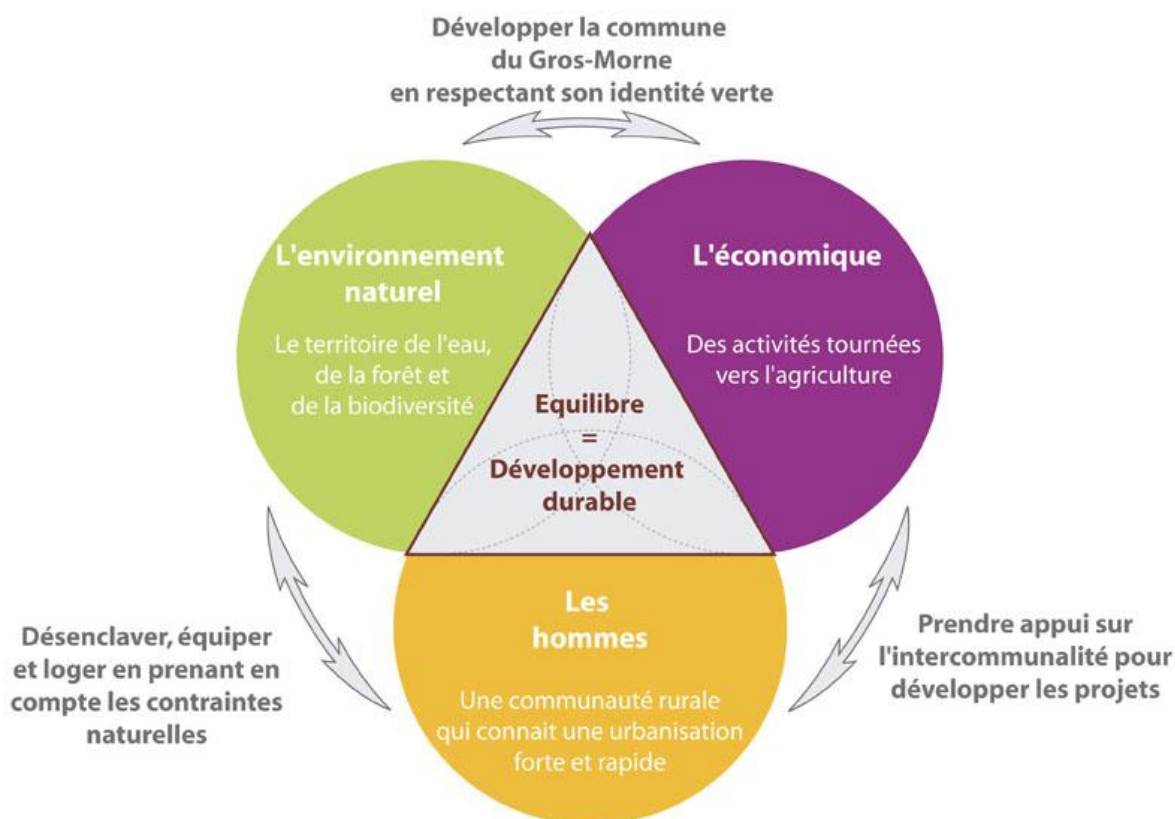 Développer la commune
du Gros-Morne
en respectant son identité verte
L'environnement
naturel
Le territoire de l'eau,
de la forêt et
de la biodiversité
L'économique
Des activités tournées
vers l'agriculture
Equilibre
=
Développement
durable
Les
hommes
Une communauté rurale
qui connait une urbanisation
forte et rapide
Désenclaver, équiper
et loger en prenant en
compte les contraintes
naturelles
Prendre appui sur
l'intercommunalité pour
développer les projets